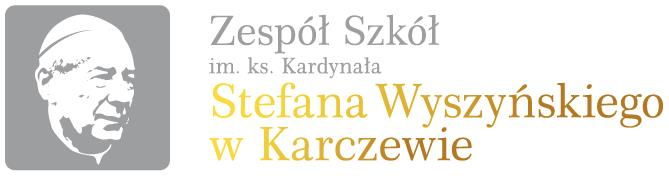 Zespół Szkół
im. ks. Kardynała
Stefana Wyszyńskiego
w Karczewie